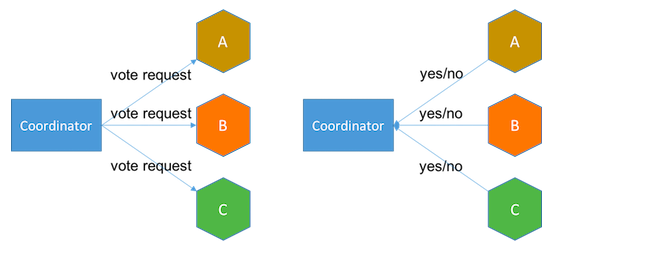 A
vote request
Coordinator
vote request
B
vote request
C
A
yes/no
Coordinator
yes/no
B
yes/no
C